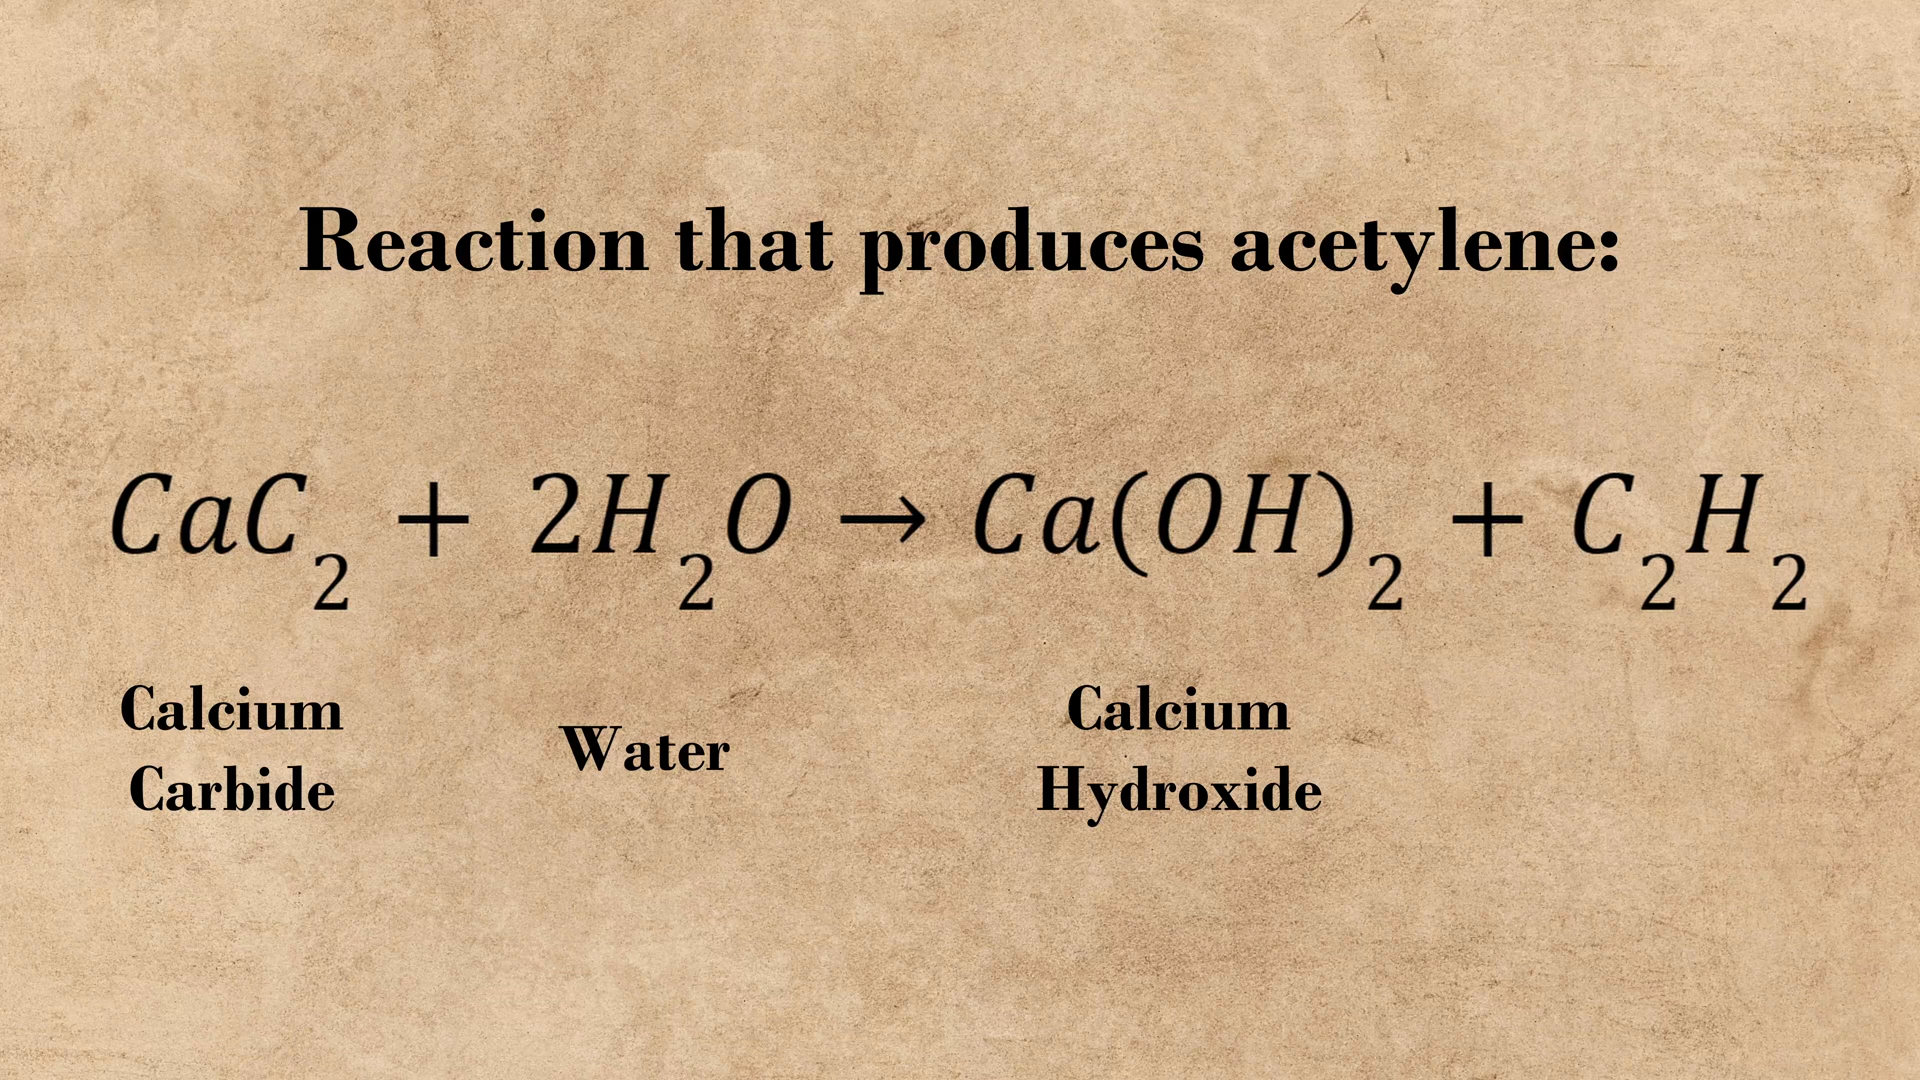 Reaction that produces acetylene:
CaC₂ + 2H₂O → Ca(OH)₂ + C₂H₂
Calcium
Carbide
Water
Calcium
Hydroxide